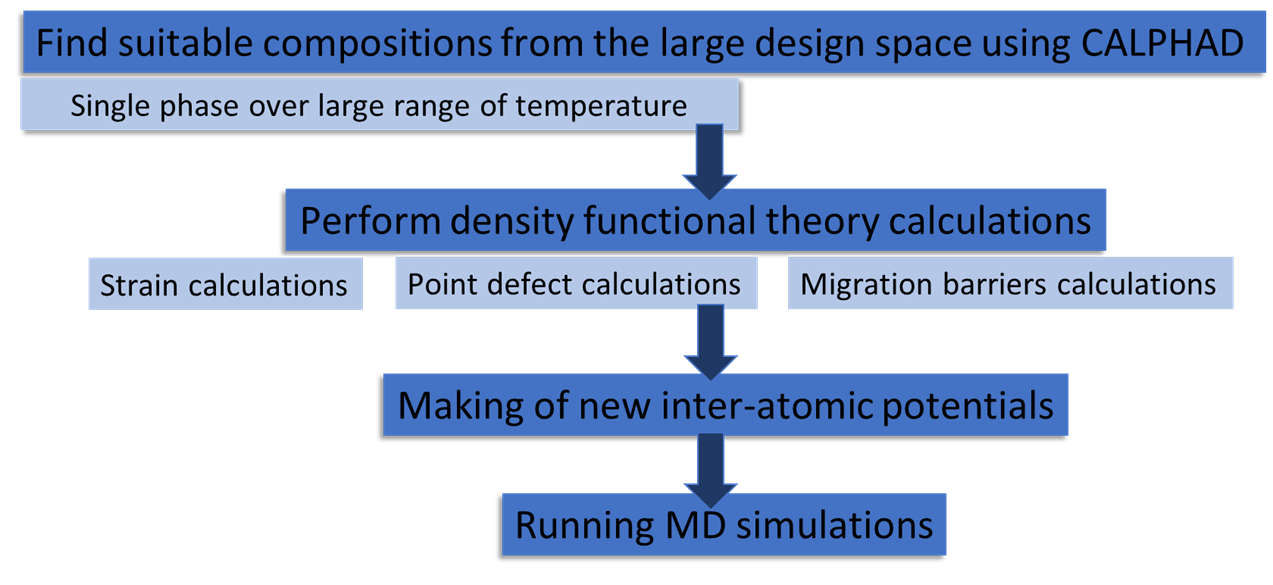 Find suitable compositions from the large design space using CALPHAD
Single phase over large range of temperature
Perform density functional theory calculations
Strain calculations
Point defect calculations
Migration barriers calculations
Making of new inter-atomic potentials
Running MD simulations